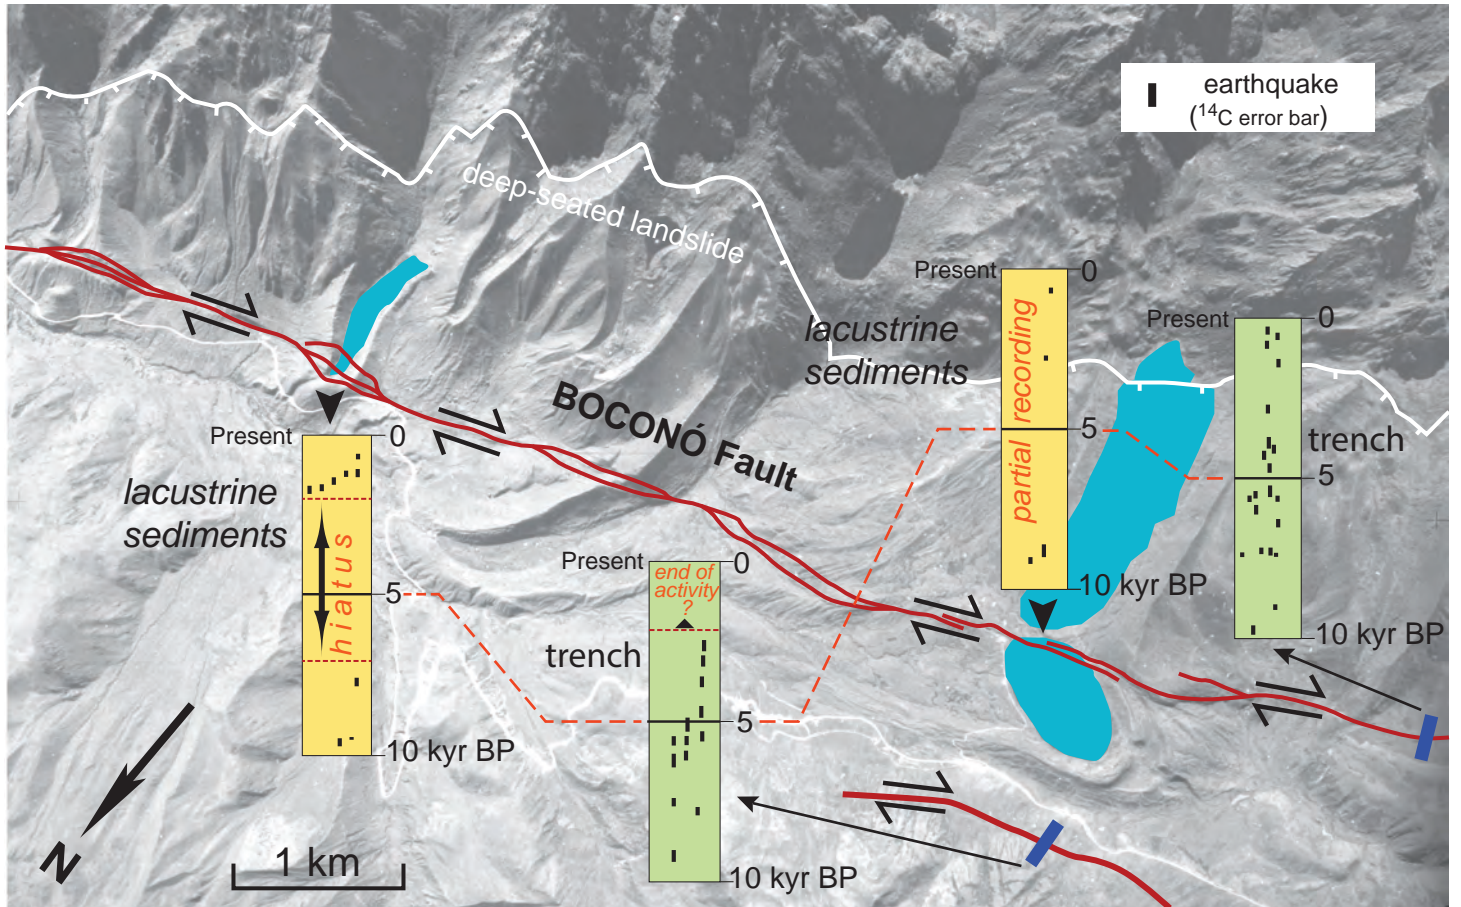 earthquake
(14C error bar)
deep-seated landslide
BOCONÓ Fault
Present
0
lacustrine
sediments
hiatus
5
10 kyr BP
Present
0
end of
activity
?
trench
5
10 kyr BP
Present
0
lacustrine
sediments
partial recording
5
10 kyr BP
Present
0
trench
5
10 kyr BP
N
1 km